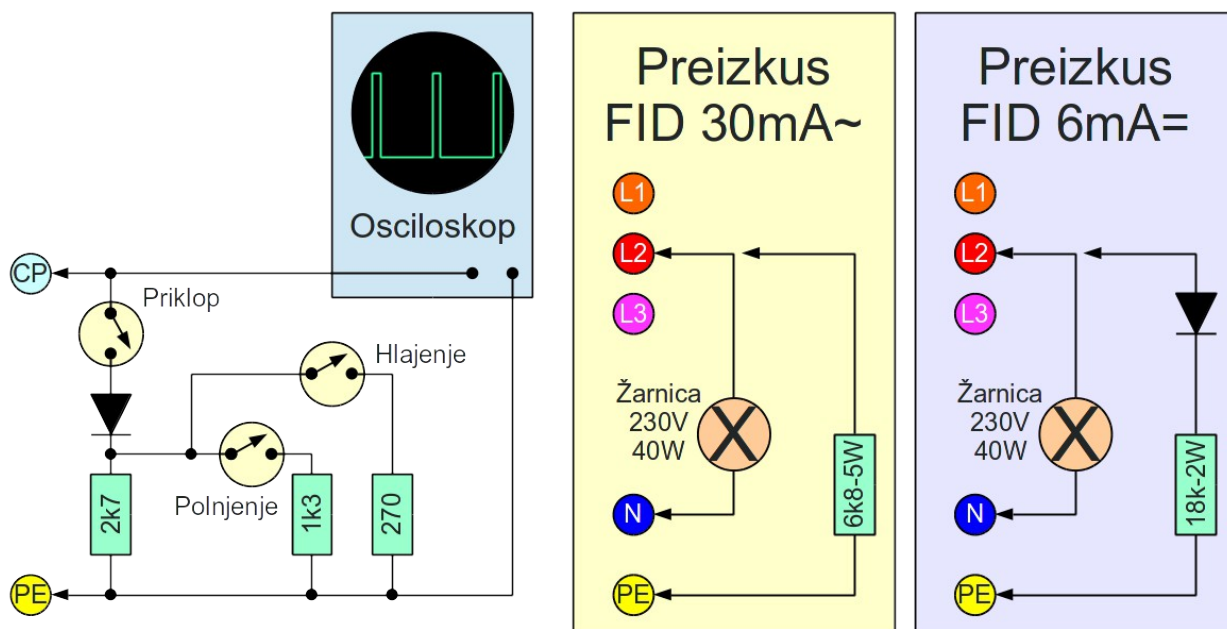 Osciloskop
CP
Priklop
Hlajenje
Polnjenje
2k7
1k3
270
PE
Preizkus
FID 30mA~
L1
L2
L3
Žarnica
230V
40W
X
N
6k8-5W
PE
Preizkus
FID 6mA=
L1
L2
L3
Žarnica
230V
40W
X
N
18k-2W
PE